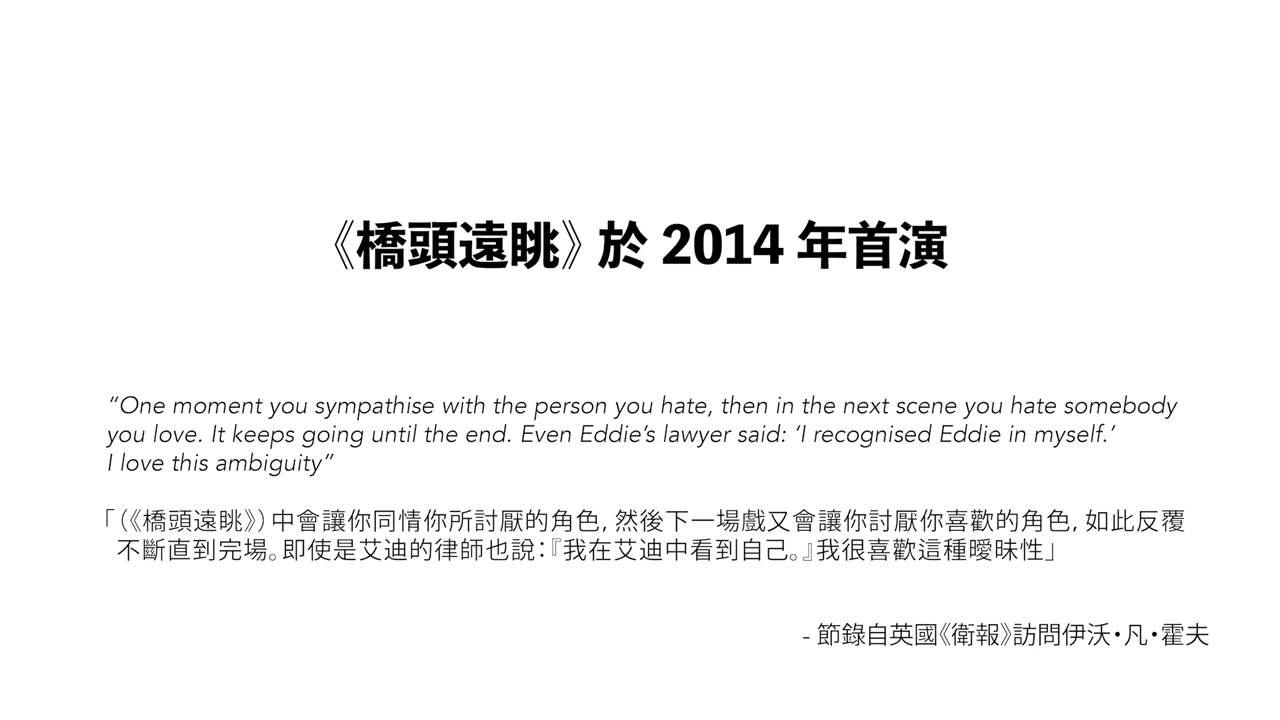 《橋頭遠眺》於 2014 年首演
“One moment you sympathise with the person you hate, then in the next scene you hate somebody
you love. It keeps going until the end. Even Eddie’s lawyer said: ‘I recognised Eddie in myself.’
I love this ambiguity”
「（《橋頭遠眺》）中會讓你同情你所討厭的角色，然後下一場戲又會讓你討厭你喜歡的角色，如此反覆
不斷直到完場。即使是艾迪的律師也說：『我在艾迪中看到自己。』我很喜歡這種曖昧性」
- 節錄自英國《衛報》訪問伊沃・凡・霍夫